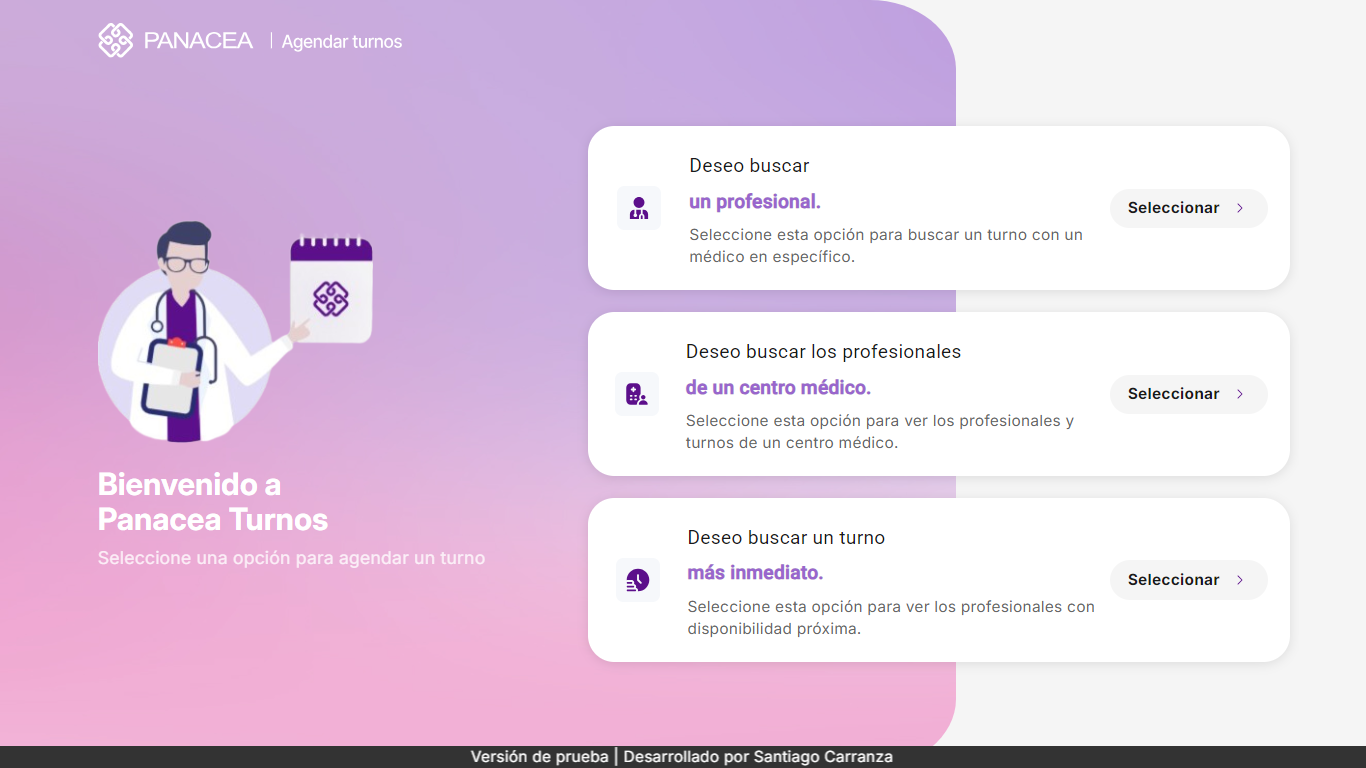 PANACEA | Agendar turnos
Bienvenido a
Panacea Turnos
Seleccione una opción para agendar un turno
Deseo buscar
un profesional.
Seleccione esta opción para buscar un turno con un
médico en específico.
Seleccionar
Deseo buscar los profesionales
de un centro médico.
Seleccione esta opción para ver los profesionales y
turnos de un centro médico.
Seleccionar
Deseo buscar un turno
más inmediato.
Seleccione esta opción para ver los profesionales con
disponibilidad próxima.
Seleccionar
Versión de prueba | Desarrollado por Santiago Carranza